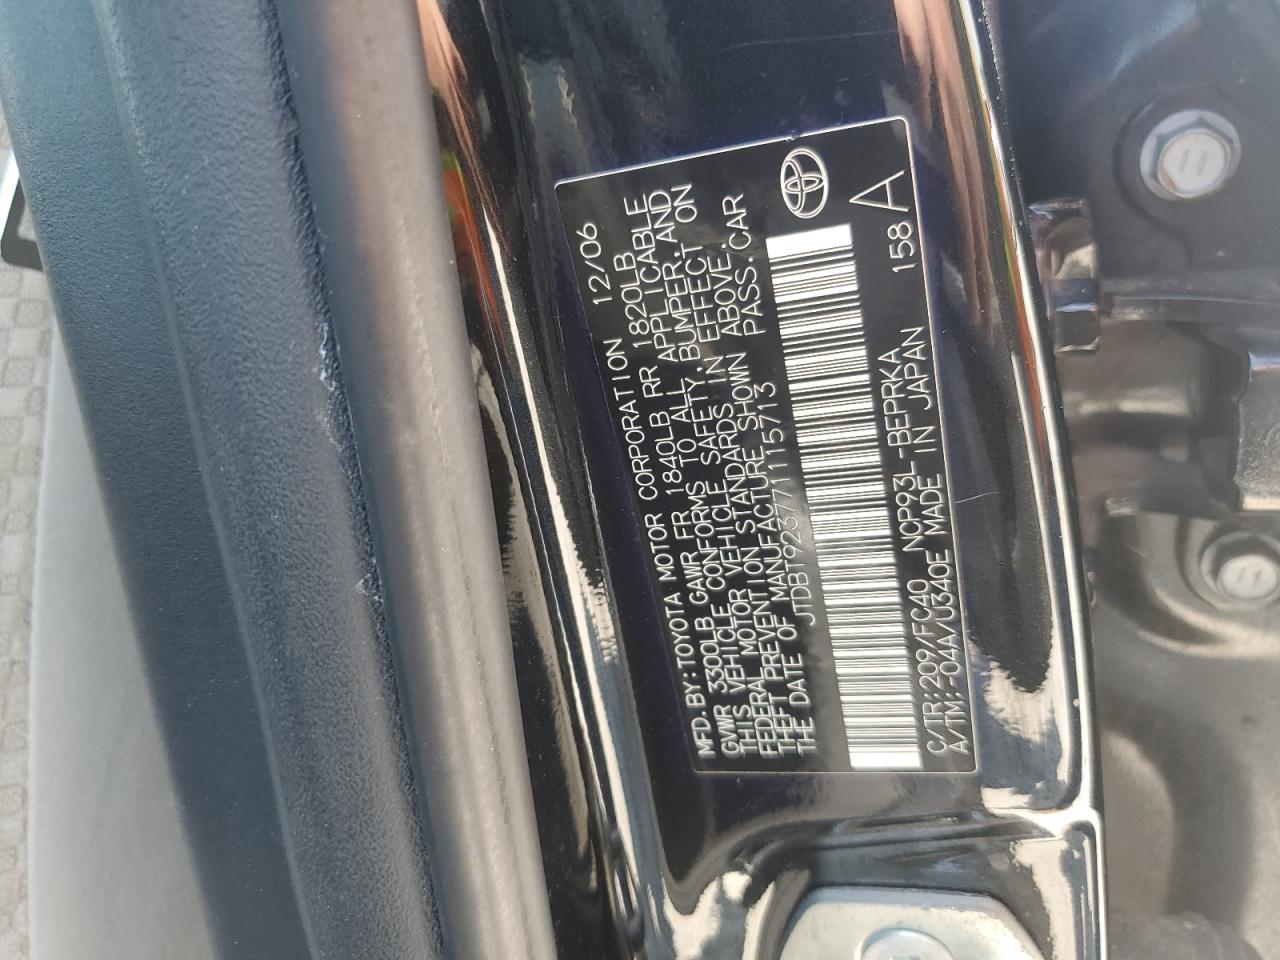 MFD. BY: TOYOTA MOTOR CORPORATION 12/06
GVWR 3300LB GAWR FR 1840LB RR 1820LB
THIS VEHICLE CONFORMS TO ALL APPLICABLE
FEDERAL MOTOR VEHICLE SAFETY, BUMPER, AND
THEFT PREVENTION STANDARDS IN EFFECT ON
THE DATE OF MANUFACTURE SHOWN ABOVE.
JTDBT923771115713 PASS. CAR
C/TR: 209/FC40 NCP93L-BEPRKA 158 A
A/TM: -04A/U340E MADE IN JAPAN